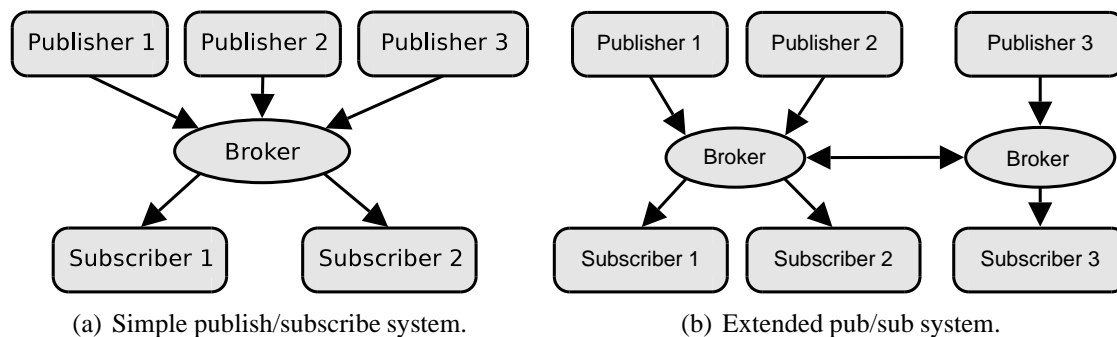 Publisher 1
Publisher 2
Publisher 3
Broker
Subscriber 1
Subscriber 2
(a) Simple publish/subscribe system.
Publisher 1
Publisher 2
Publisher 3
Broker
Broker
Subscriber 1
Subscriber 2
Subscriber 3
(b) Extended pub/sub system.